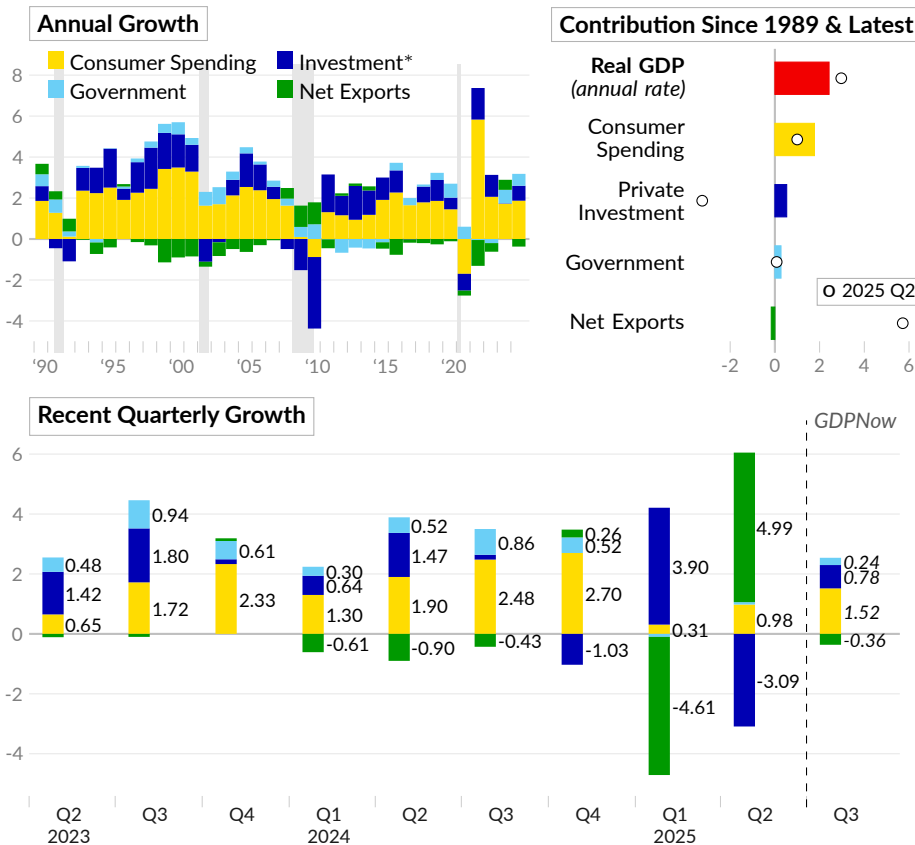 Annual Growth
Consumer Spending
Investment*
Government
Net Exports
8
6
4
2
0
-2
-4
'90
'95
'00
'05
'10
'15
'20
Contribution Since 1989 & Latest
Real GDP
(annual rate)
Consumer
Spending
Private
Investment
Government
Net Exports
2025 Q2
-2
0
2
4
6
Recent Quarterly Growth
GDPNow
6
4
2
0
-2
-4
0.48
1.42
0.65
0.94
1.80
1.72
0.61
2.33
0.30
0.64
1.30
-0.61
0.52
1.47
1.90
-0.90
0.86
2.48
-0.43
0.26
0.52
2.70
-1.03
3.90
0.31
-4.61
4.99
0.98
-3.09
0.24
0.78
1.52
-0.36
Q2
2023
Q3
Q4
Q1
2024
Q2
Q3
Q4
Q1
2025
Q2
Q3